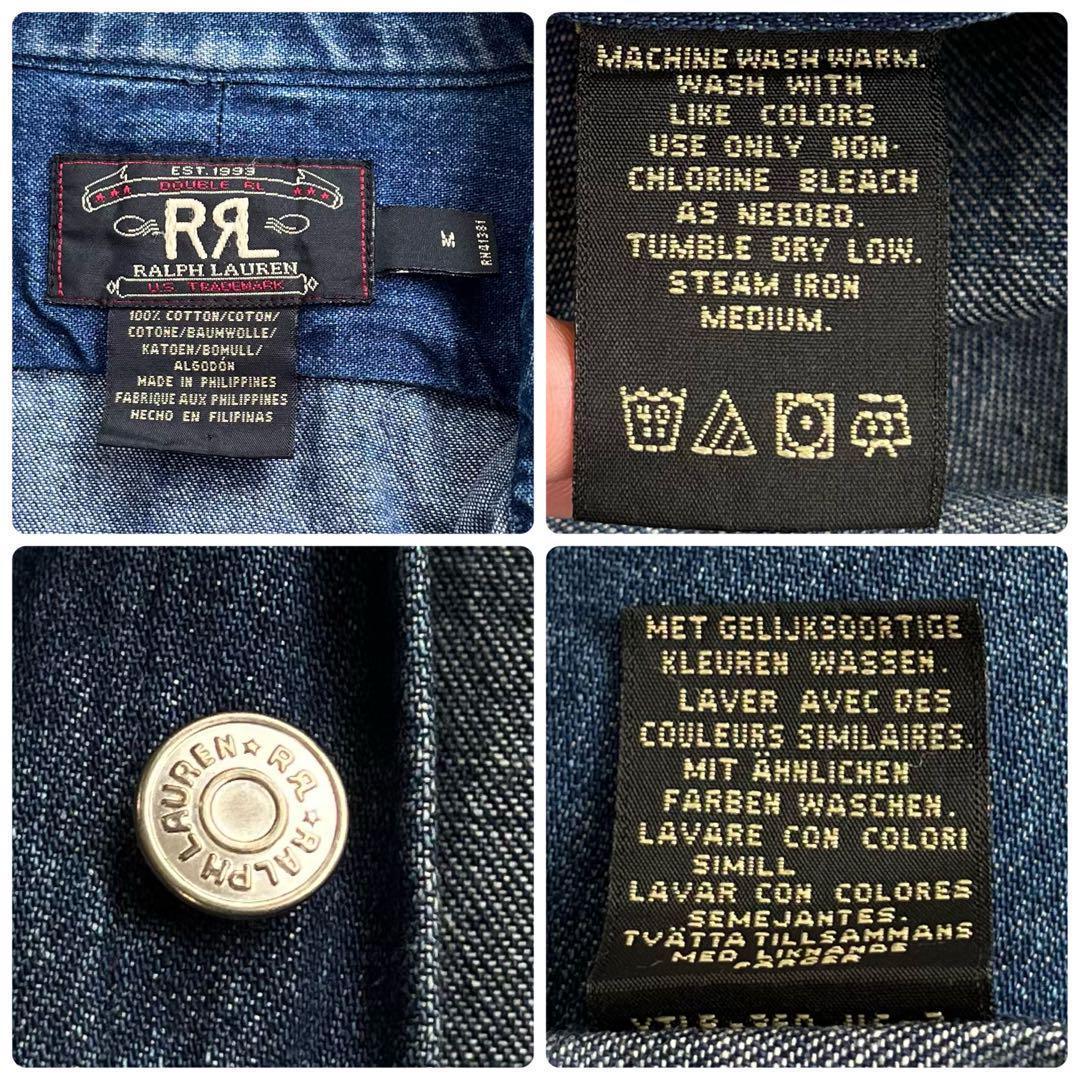 EST. 1993
DOUBLE RL
RRL
RALPH LAUREN
U.S. TRADEMARK
M
RN41381
100% COTTON/COTON/
COTONE/BAUMWOLLE/
KATOEN/BOMULL/
ALGODÓN
MADE IN PHILIPPINES
FABRIQUE AUX PHILIPPINES
HECHO EN FILIPINAS
MACHINE WASH WARM.
WASH WITH
LIKE COLORS
USE ONLY NON-
CHLORINE BLEACH
AS NEEDED.
TUMBLE DRY LOW.
STEAM IRON
MEDIUM.
40
RALPH LAUREN ★ RRL ★
MET GELIJKSOORTIGE
KLEUREN WASSEN.
LAVER AVEC DES
COULEURS SIMILAIRES.
MIT ÄHNLICHEN
FARBEN WASCHEN.
LAVARE CON COLORI
SIMILL
LAVAR CON COLORES
SEMEJANTES.
TVÄTTA TILLSAMMANS
MED LIKNANDE